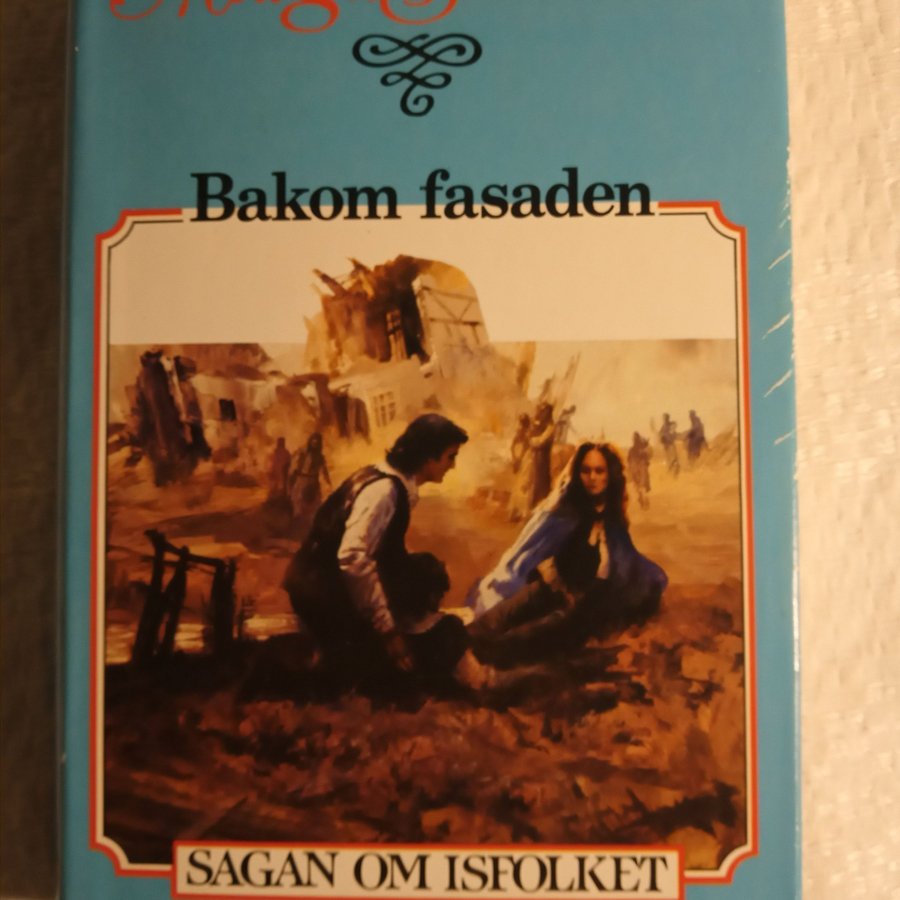 Bakom fasaden
SAGAN OM ISFOLKET